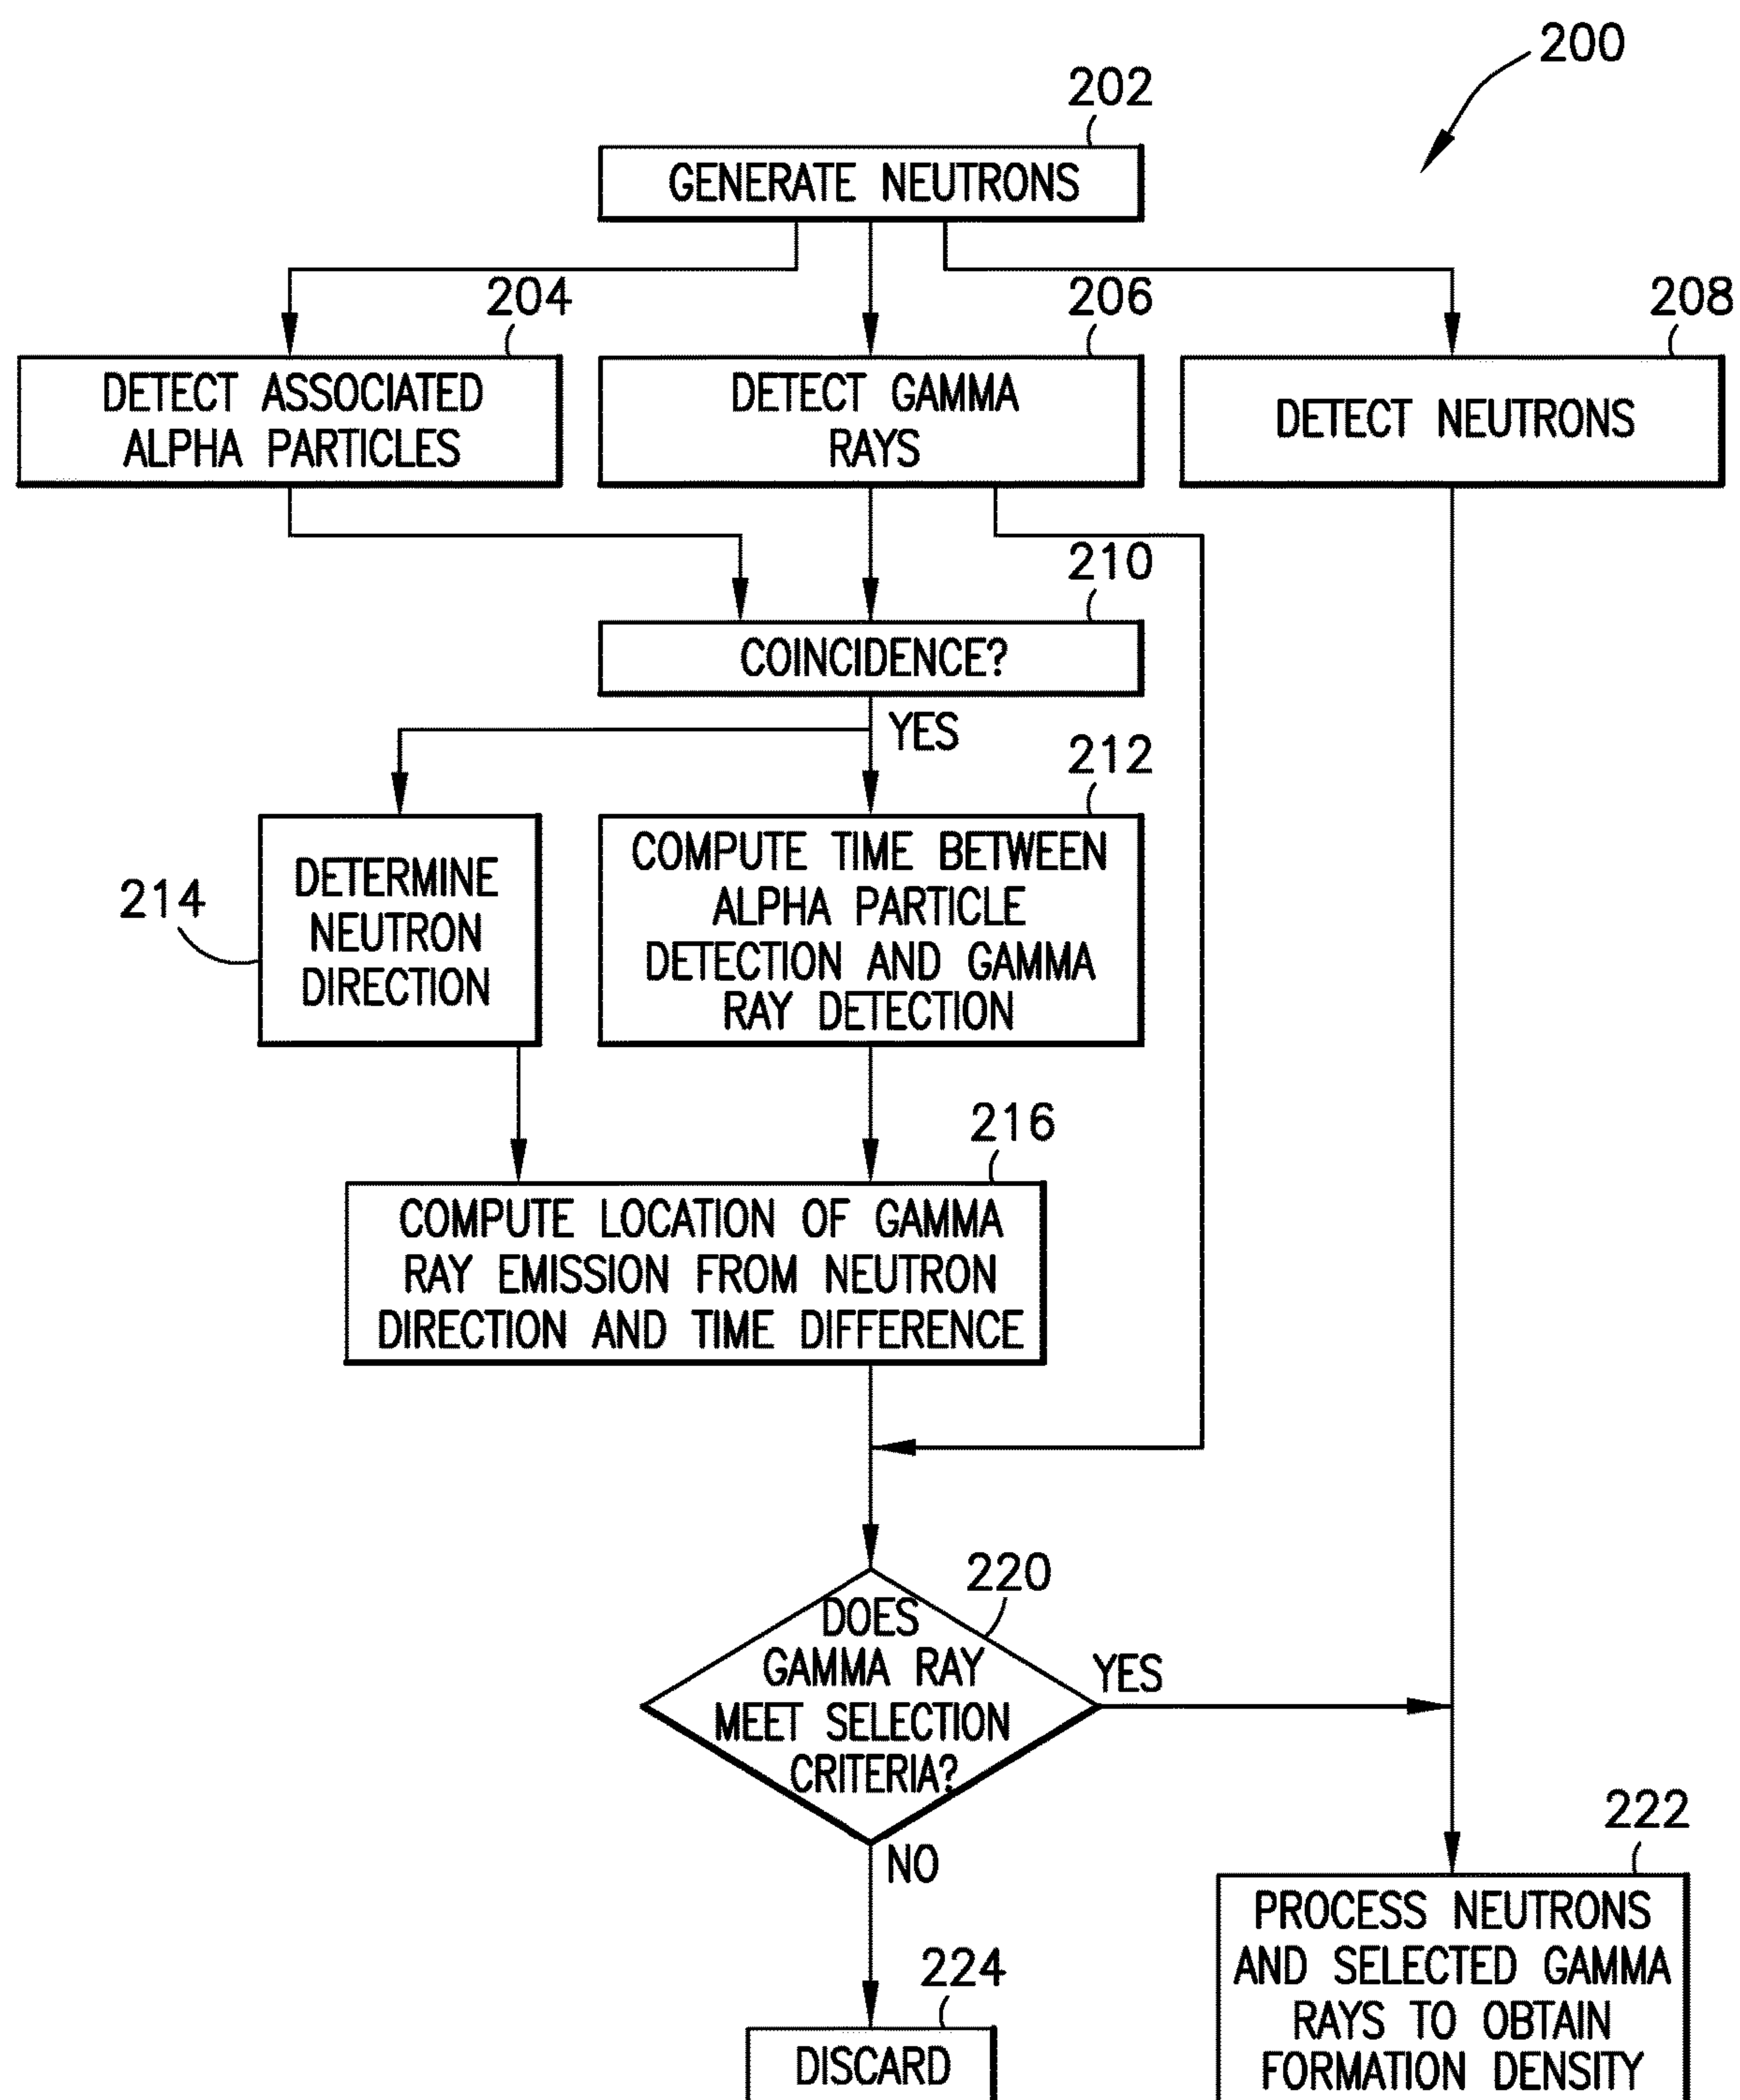 200
202
GENERATE NEUTRONS
204
206
208
DETECT ASSOCIATED
ALPHA PARTICLES
DETECT GAMMA
RAYS
DETECT NEUTRONS
210
COINCIDENCE?
YES
212
214
DETERMINE
NEUTRON
DIRECTION
COMPUTE TIME BETWEEN
ALPHA PARTICLE
DETECTION AND GAMMA
RAY DETECTION
216
COMPUTE LOCATION OF GAMMA
RAY EMISSION FROM NEUTRON
DIRECTION AND TIME DIFFERENCE
220
DOES
GAMMA RAY
MEET SELECTION
CRITERIA?
YES
NO
222
PROCESS NEUTRONS
AND SELECTED GAMMA
RAYS TO OBTAIN
FORMATION DENSITY
224
DISCARD